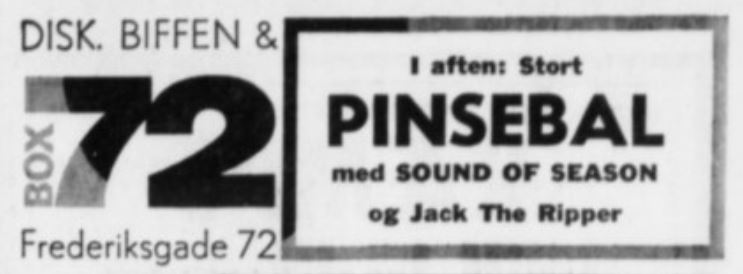 DISK. BIFFEN &
BOX 72
Frederiksgade 72
I aften: Stort
PINSEBAL
med SOUND OF SEASON
og Jack The Ripper